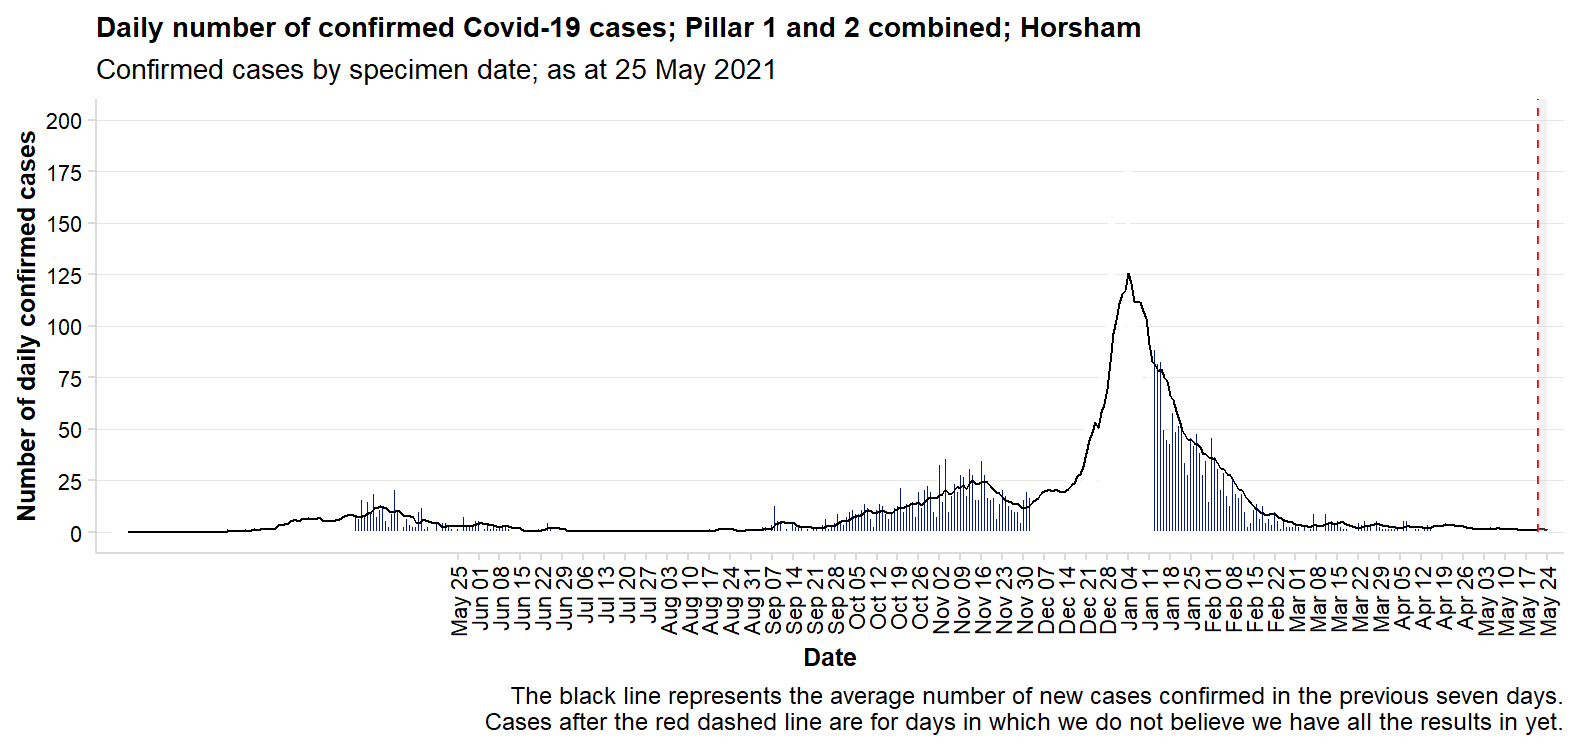 Daily number of confirmed Covid-19 cases; Pillar 1 and 2 combined; Horsham
Confirmed cases by specimen date; as at 25 May 2021
Number of daily confirmed cases
200
175
150
125
100
75
50
25
0
May 25
Jun 01
Jun 08
Jun 15
Jun 22
Jun 29
Jul 06
Jul 13
Jul 20
Jul 27
Aug 03
Aug 10
Aug 17
Aug 24
Aug 31
Sep 07
Sep 14
Sep 21
Sep 28
Oct 05
Oct 12
Oct 19
Oct 26
Nov 02
Nov 09
Nov 16
Nov 23
Nov 30
Dec 07
Dec 14
Dec 21
Dec 28
Jan 04
Jan 11
Jan 18
Jan 25
Feb 01
Feb 08
Feb 15
Feb 22
Mar 01
Mar 08
Mar 15
Mar 22
Mar 29
Apr 05
Apr 12
Apr 19
Apr 26
May 03
May 10
May 17
May 24
Date
The black line represents the average number of new cases confirmed in the previous seven days.
Cases after the red dashed line are for days in which we do not believe we have all the results in yet.